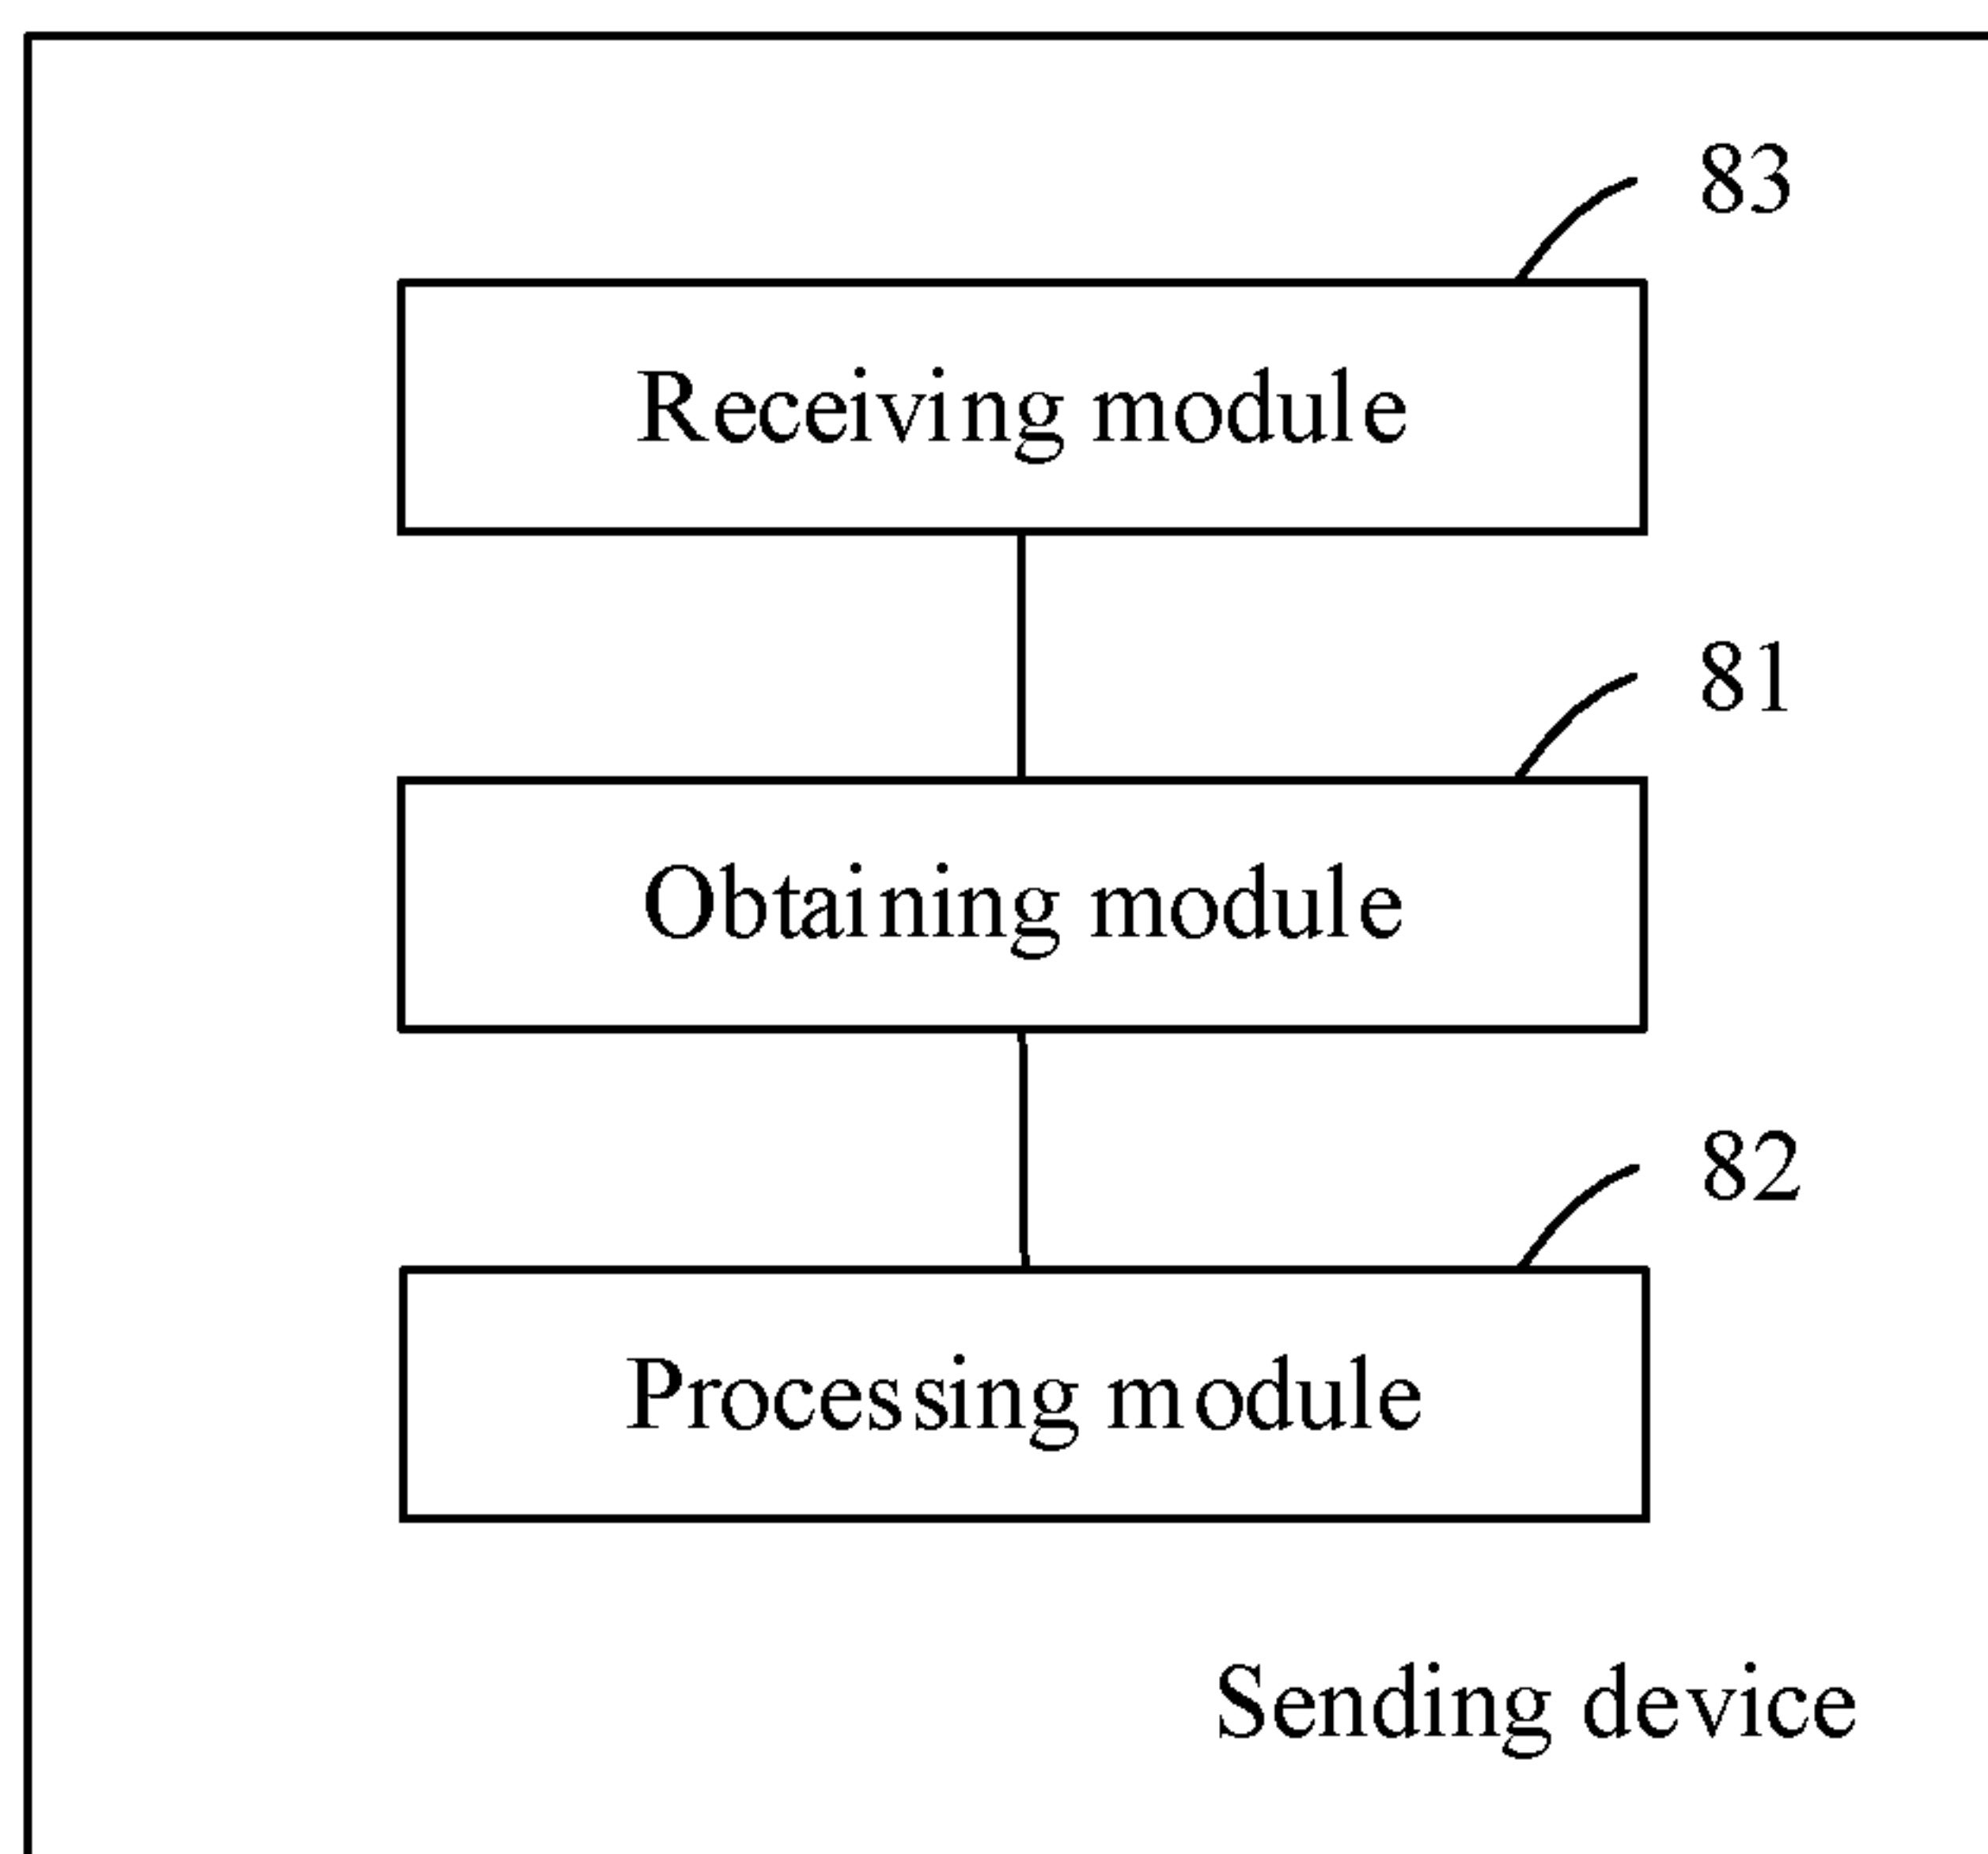 83
Receiving module
81
Obtaining module
82
Processing module
Sending device